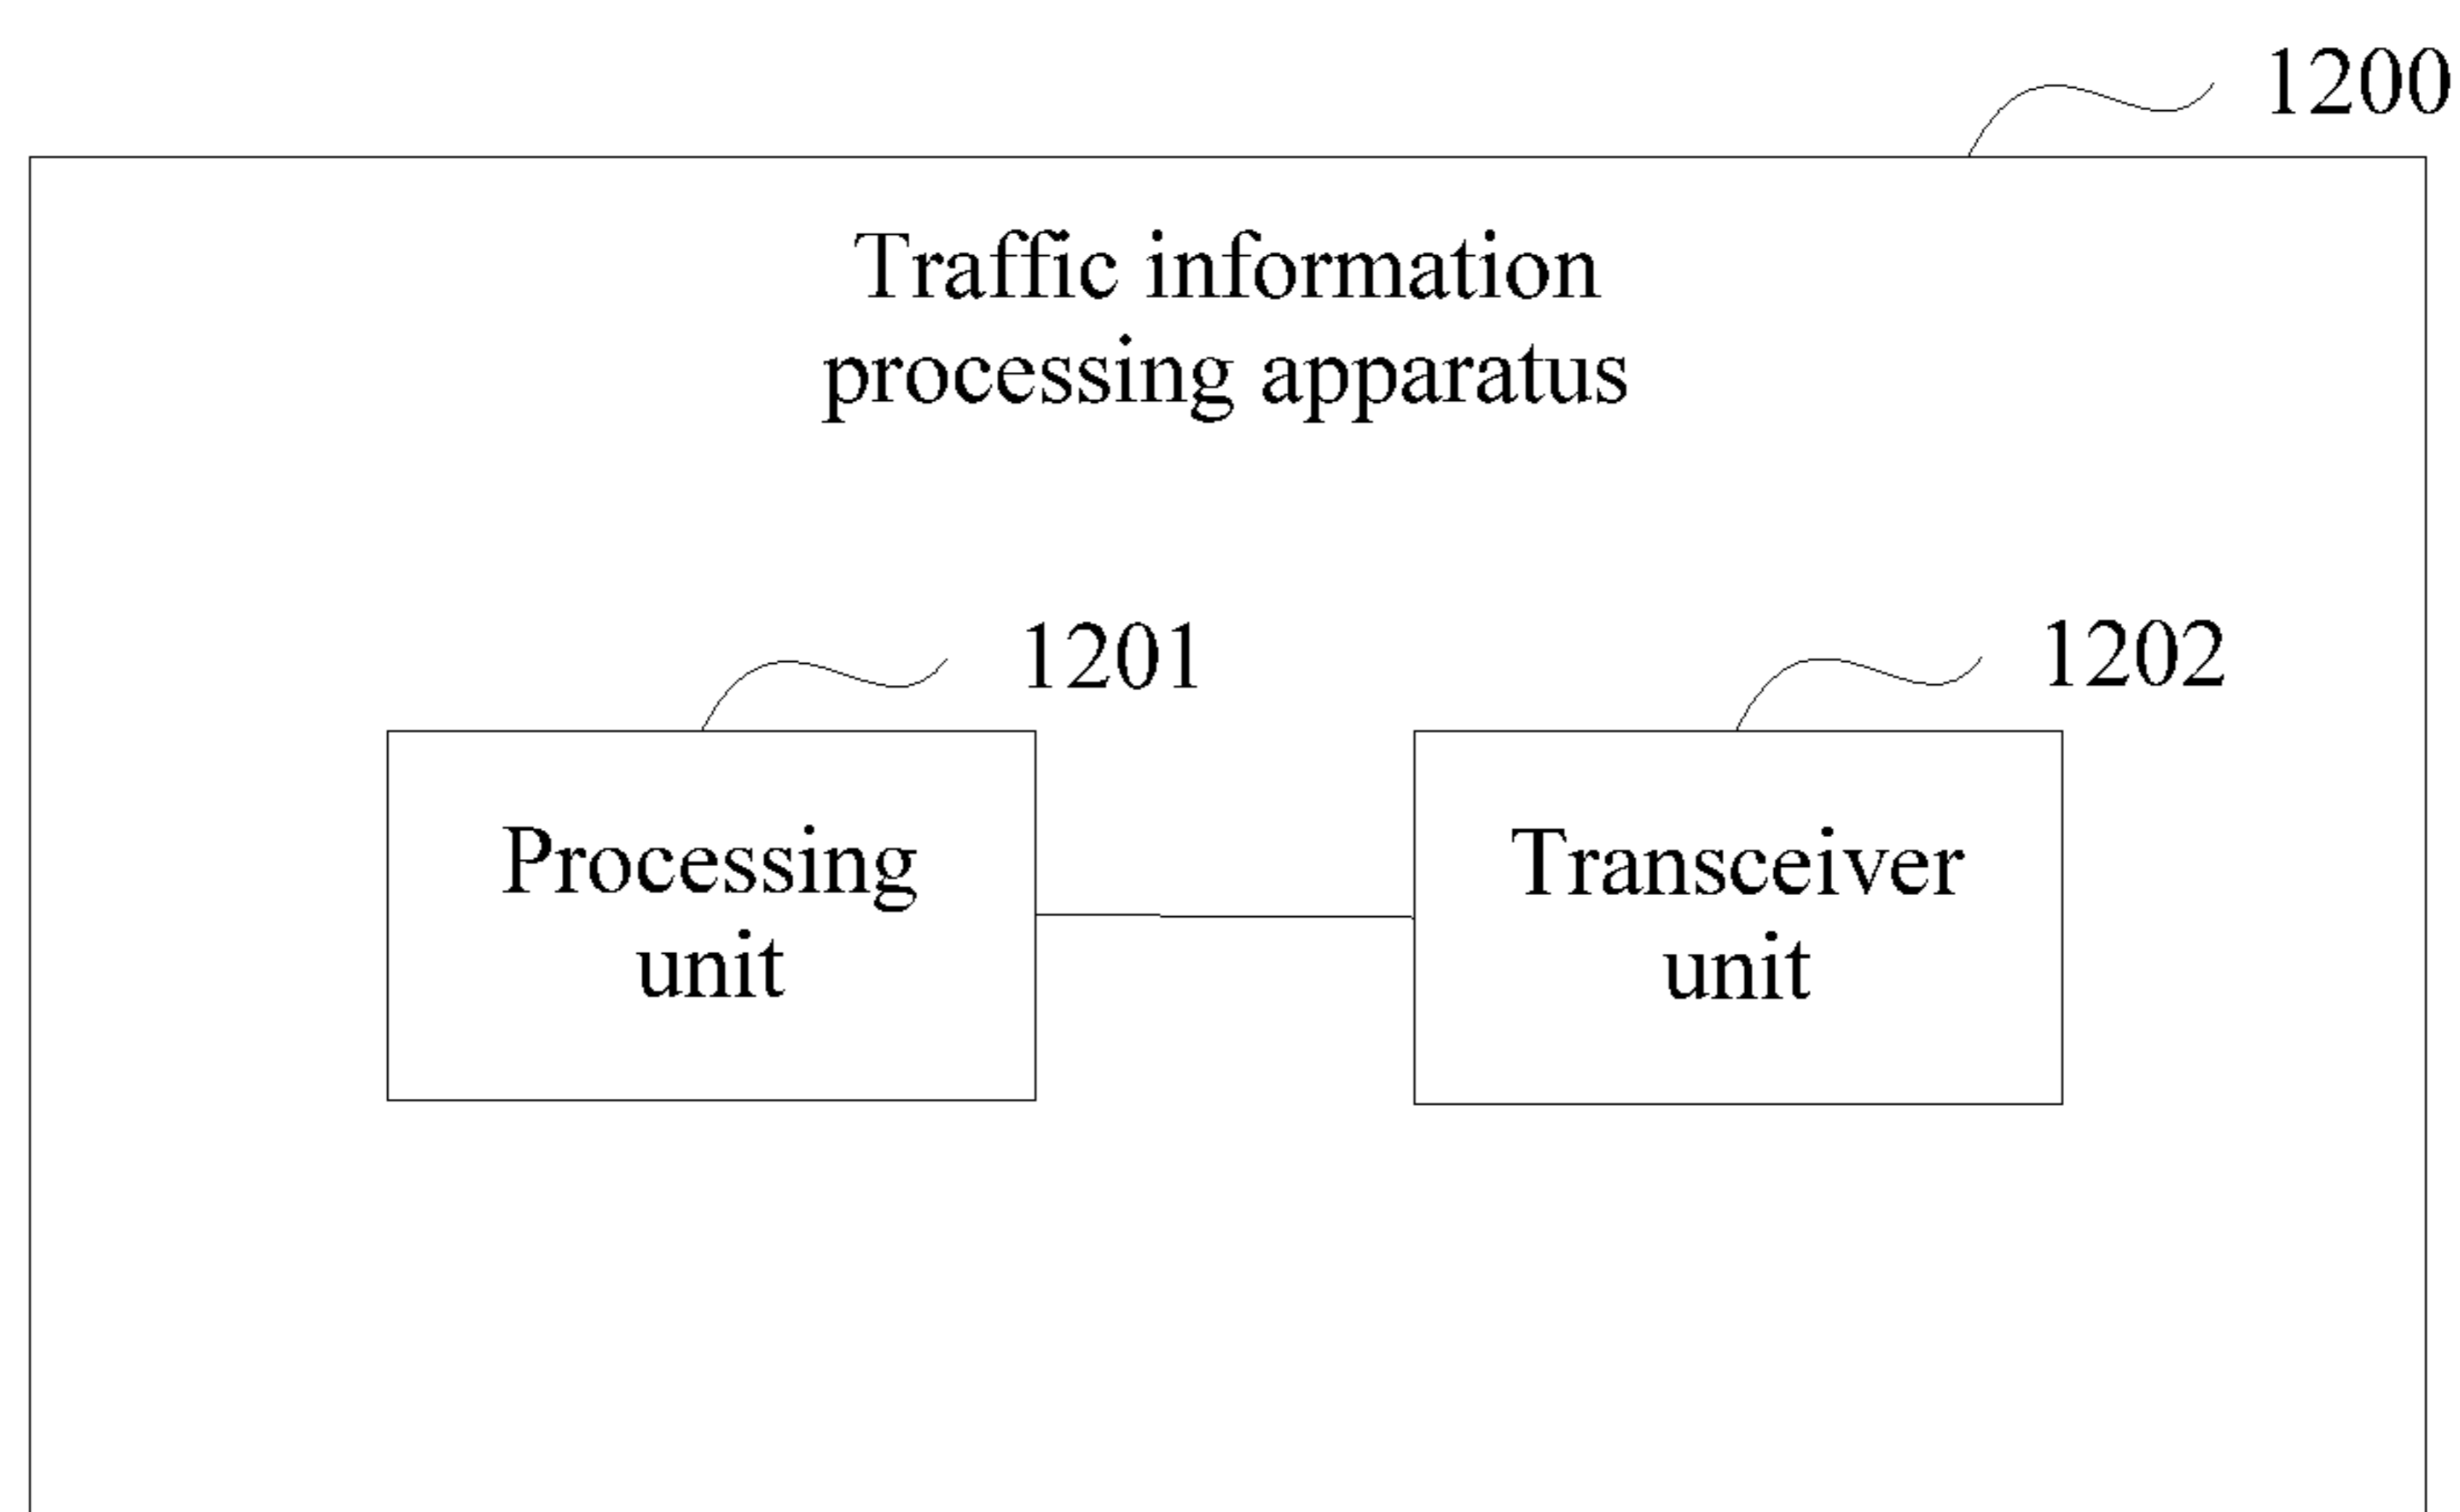 1200
Traffic information
processing apparatus
1201
1202
Processing
unit
Transceiver
unit